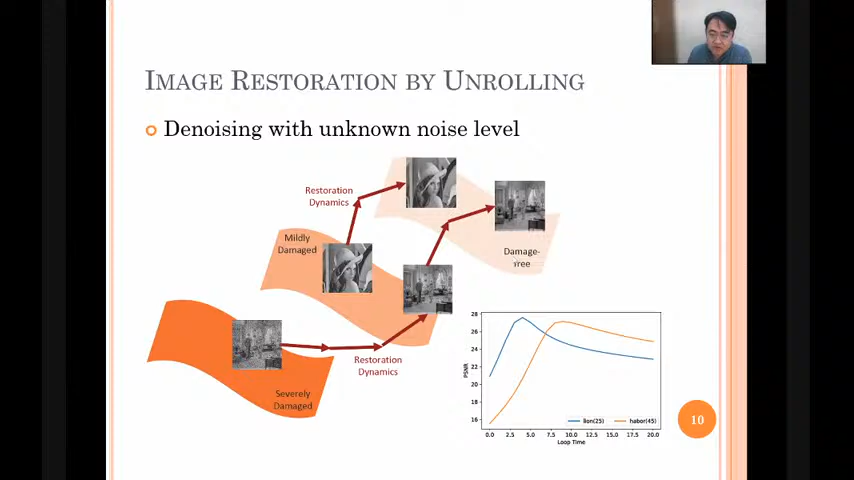 IMAGE RESTORATION BY UNROLLING
Denoising with unknown noise level
Restoration
Dynamics
Mildly
Damaged
Damage-
free
Restoration
Dynamics
Severely
Damaged
28
26
24
22
20
18
16
PSNR
0.0 2.5 5.0 7.5 10.0 12.5 15.0 17.5 20.0
Loop Time
lion(25) habor(45)
10